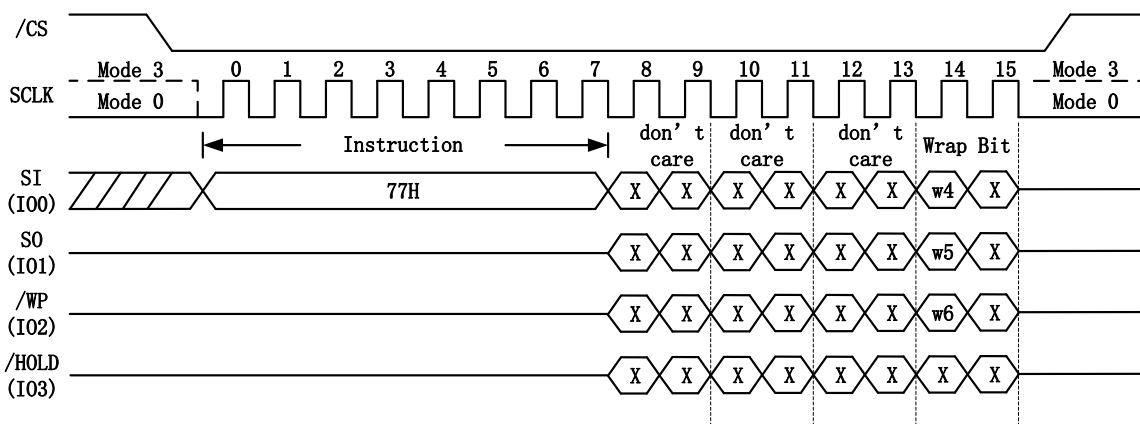 /CS
Mode 3 0 1 2 3 4 5 6 7 8 9 10 11 12 13 14 15 Mode 3
SCLK
Mode 0 Mode 0
Instruction don't care don't care don't care Wrap Bit
SI
(IO0) 77H X X X X X X w4 X
SO
(IO1) X X X X X X w5 X
/WP
(IO2) X X X X X X w6 X
/HOLD
(IO3) X X X X X X X X